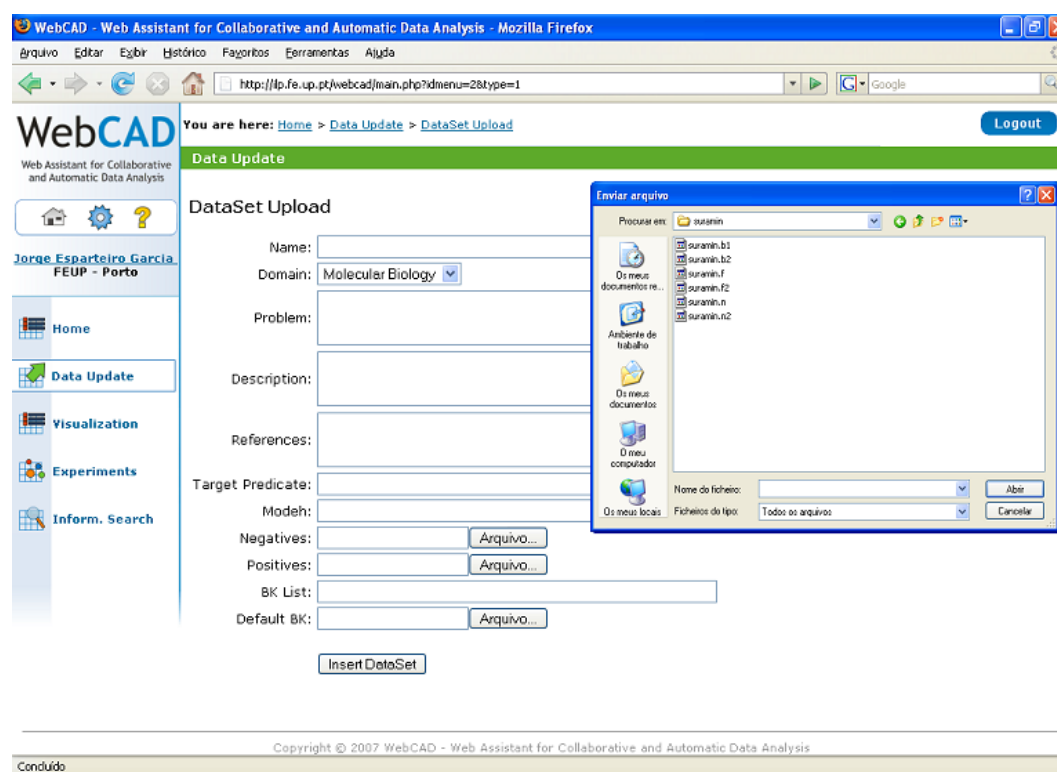 WebCAD - Web Assistant for Collaborative and Automatic Data Analysis - Mozilla Firefox
Arquivo Editar Exibir Histórico Favoritos Ferramentas Ajuda
http://lp.fe.up.pt/webcad/main.php?idmenu=2&type=1
G Google
WebCAD
Web Assistant for Collaborative
and Automatic Data Analysis
You are here: Home > Data Update > DataSet Upload
Logout
Data Update
Jorge Esparteiro Garcia
FEUP - Porto
Home
Data Update
Visualization
Experiments
Inform. Search
DataSet Upload
Name:
Domain: Molecular Biology
Problem:
Description:
References:
Target Predicate:
Modeh:
Negatives: Arquivo...
Positives: Arquivo...
BK List:
Default BK: Arquivo...
Insert DataSet
Enviar arquivo
Procurar em: suramin
Os meus
documentos re...
Ambiente de
trabalho
Os meus
documentos
O meu
computador
Os meus locais
suramin.b1
suramin.b2
suramin.f
suramin.f2
suramin.n
suramin.n2
Nome do ficheiro: Abrir
Ficheiros do tipo: Todos os arquivos Cancelar
Copyright © 2007 WebCAD - Web Assistant for Collaborative and Automatic Data Analysis
Concluído